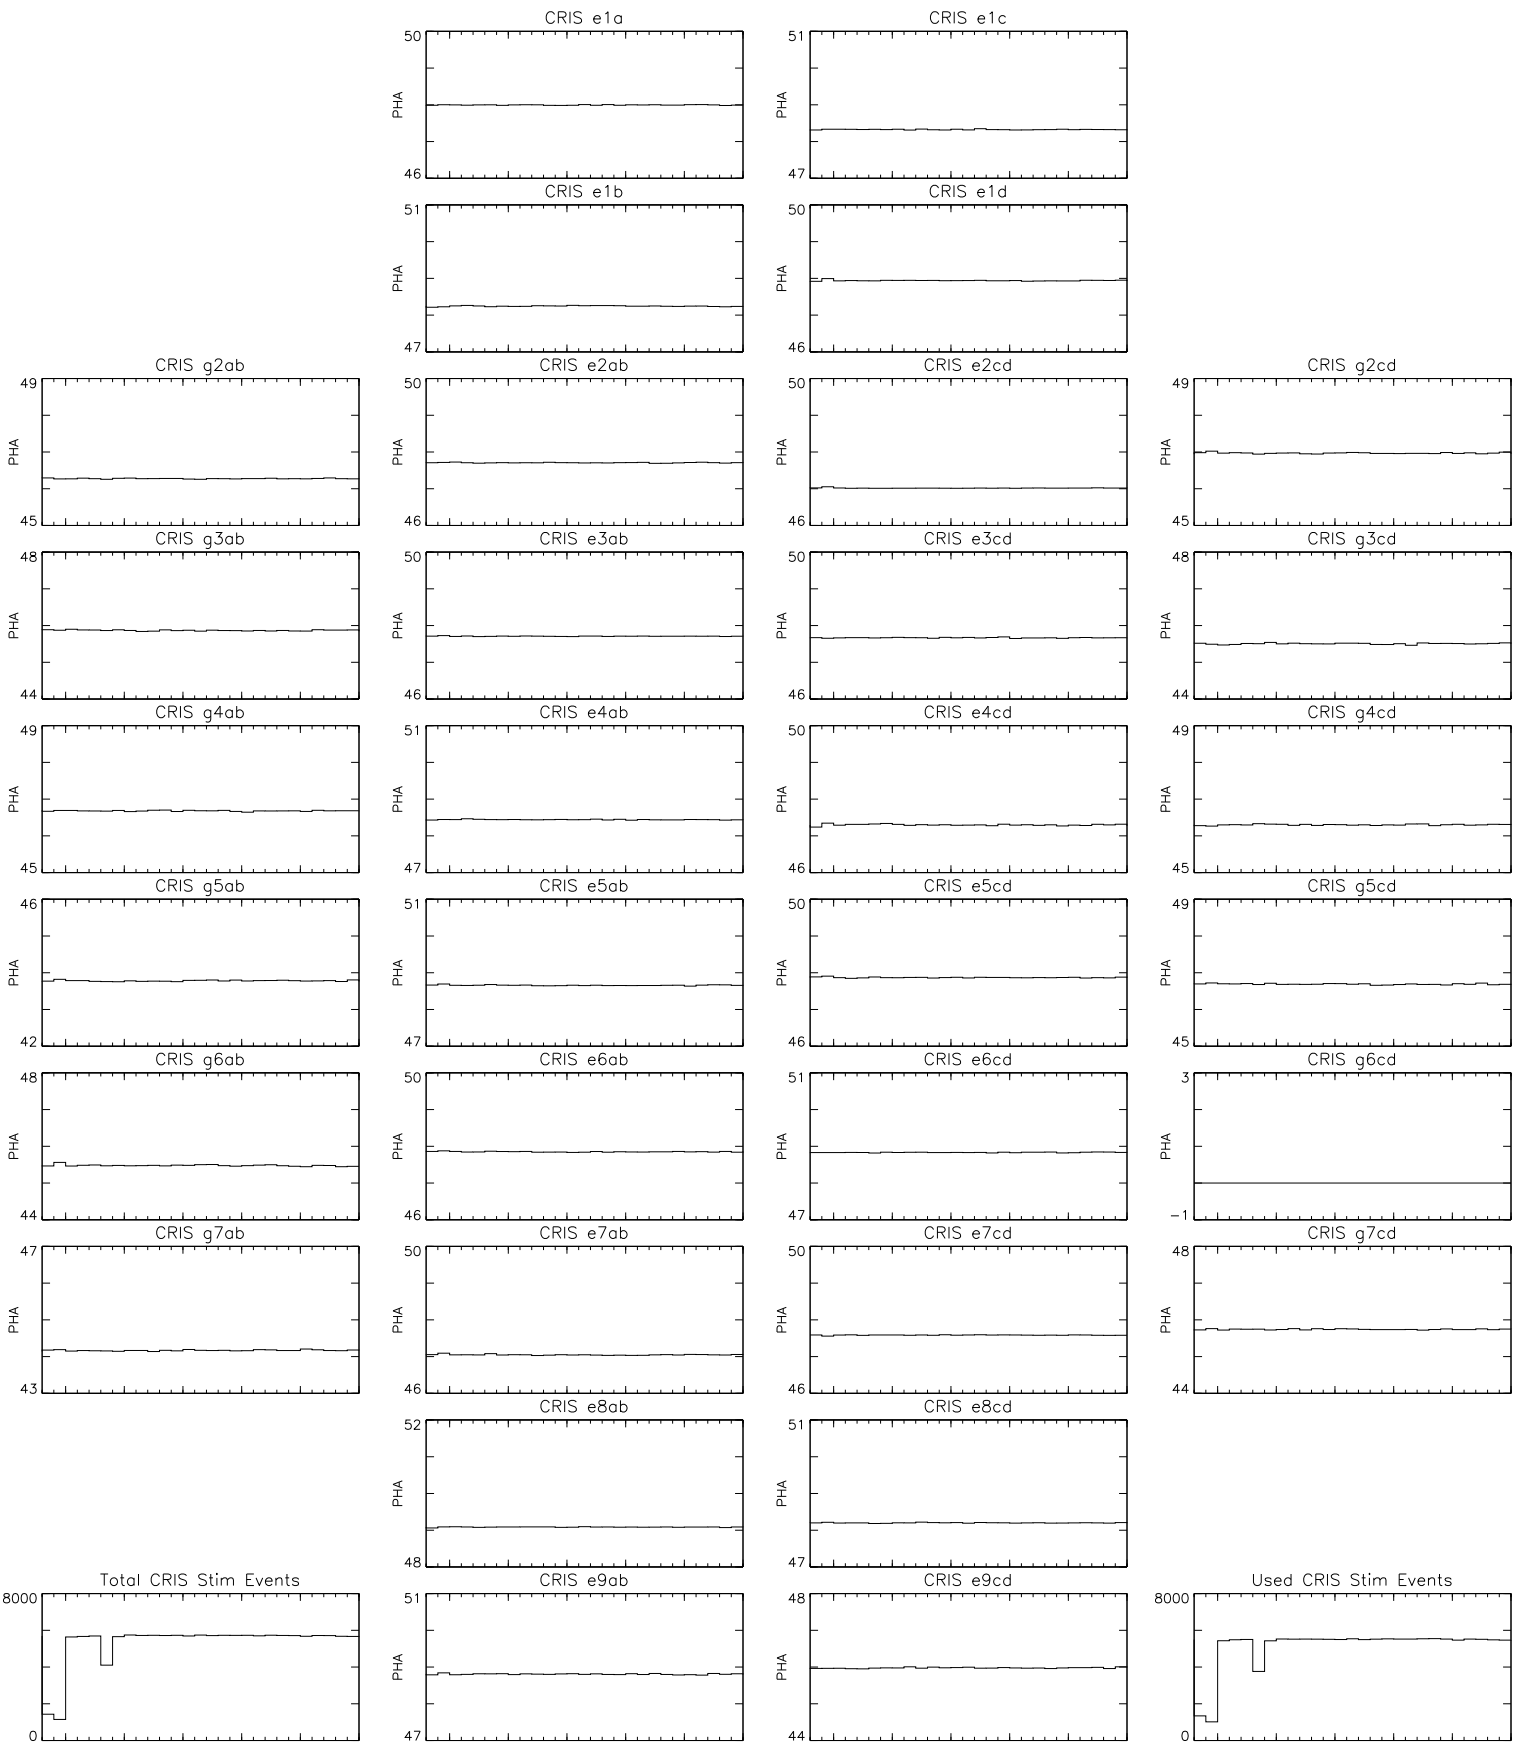 CRIS e1a
50
PHA
46
CRIS e1c
51
PHA
47
CRIS e1b
51
PHA
47
CRIS e1d
50
PHA
46
CRIS g2ab
49
PHA
45
CRIS e2ab
50
PHA
46
CRIS e2cd
50
PHA
46
CRIS g2cd
49
PHA
45
CRIS g3ab
48
PHA
44
CRIS e3ab
50
PHA
46
CRIS e3cd
50
PHA
46
CRIS g3cd
48
PHA
44
CRIS g4ab
49
PHA
45
CRIS e4ab
51
PHA
47
CRIS e4cd
50
PHA
46
CRIS g4cd
49
PHA
45
CRIS g5ab
46
PHA
42
CRIS e5ab
51
PHA
47
CRIS e5cd
50
PHA
46
CRIS g5cd
49
PHA
45
CRIS g6ab
48
PHA
44
CRIS e6ab
50
PHA
46
CRIS e6cd
51
PHA
47
CRIS g6cd
3
PHA
-1
CRIS g7ab
47
PHA
43
CRIS e7ab
50
PHA
46
CRIS e7cd
50
PHA
46
CRIS g7cd
48
PHA
44
CRIS e8ab
52
PHA
48
CRIS e8cd
51
PHA
47
Total CRIS Stim Events
8000
0
CRIS e9ab
51
PHA
47
CRIS e9cd
48
PHA
44
Used CRIS Stim Events
8000
0